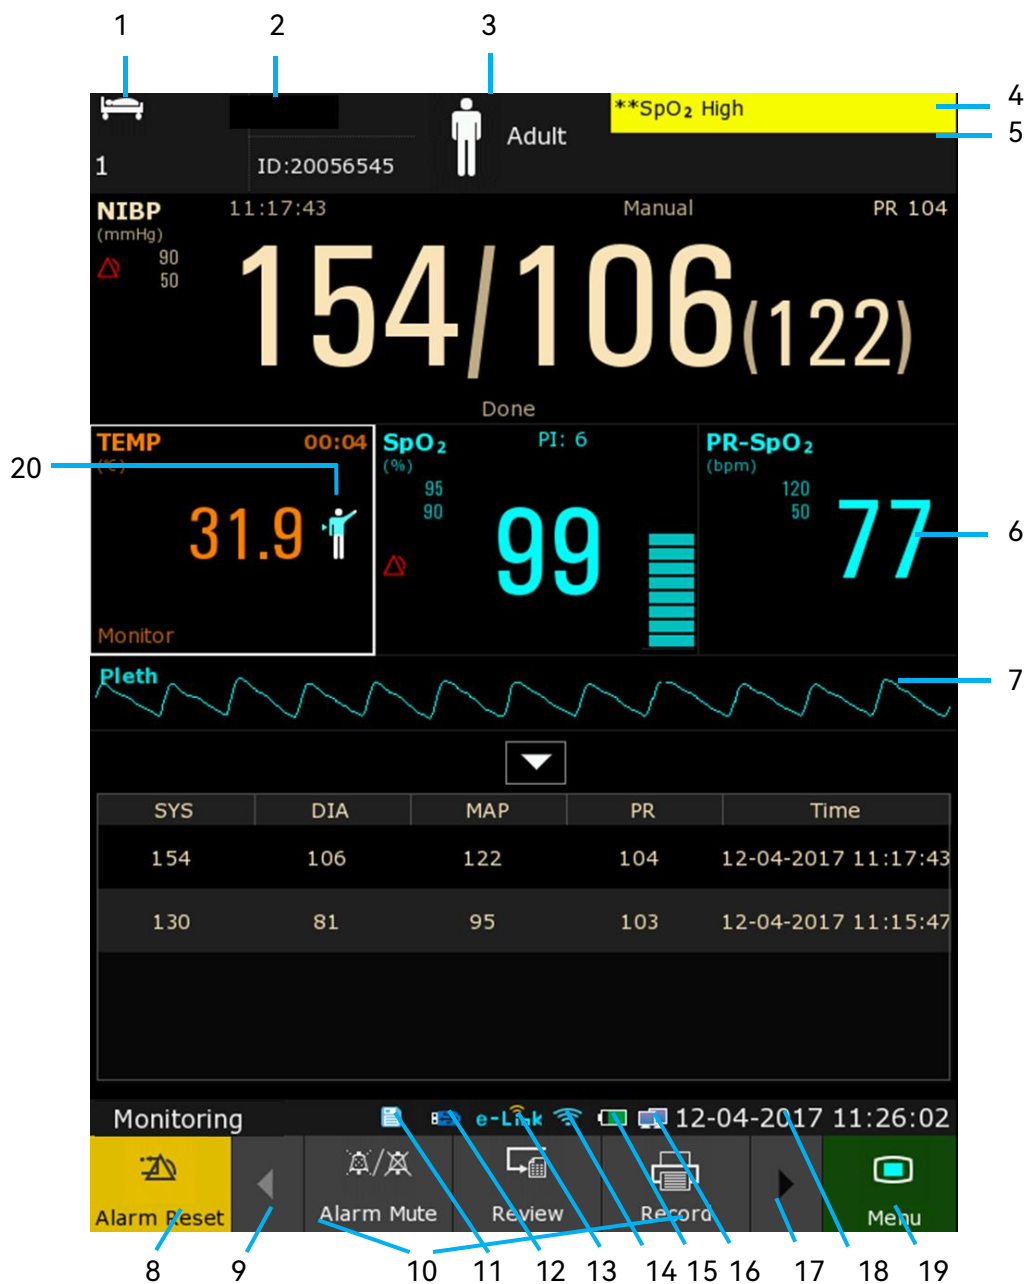 1 2 3
4
**SpO₂ High
5
Adult
1
ID:20056545
NIBP 11:17:43 Manual PR 104
(mmHg)
90
50
154/106(122)
Done
TEMP 00:04
(℃)
20
31.9
Monitor
SpO₂ PI: 6
(%)
95
90
99
PR-SpO₂
(bpm)
120
50
77
6
Pleth
7
SYS DIA MAP PR Time
154 106 122 104 12-04-2017 11:17:43
130 81 95 103 12-04-2017 11:15:47
Monitoring e-Link 12-04-2017 11:26:02
Alarm Reset Alarm Mute Review Record Menu
8 9 10 11 12 13 14 15 16 17 18 19